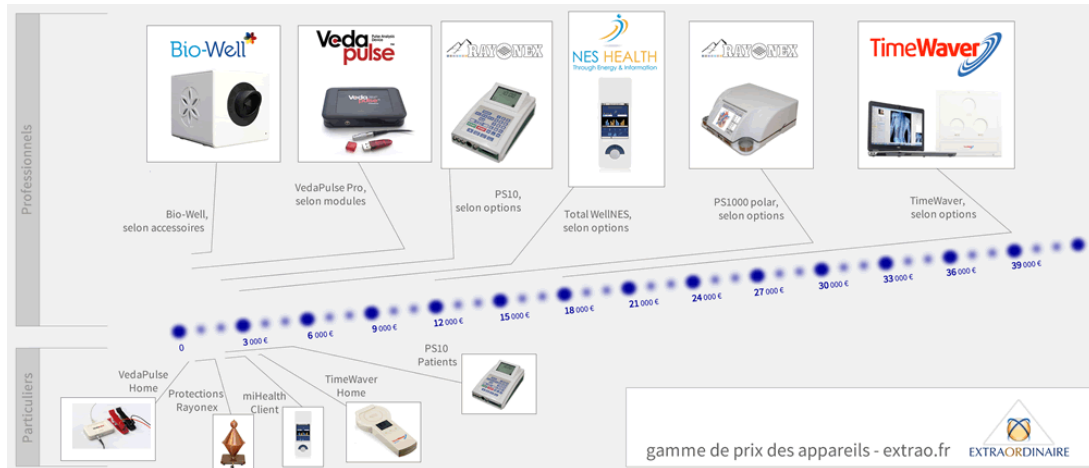 Professionnels
Bio-Well
Veda
pulse
Pulse Analysis
Device
RAYONEX
NES HEALTH
Through Energy & Information
RAYONEX
TimeWaver
Bio-Well,
selon accessoires
VedaPulse Pro,
selon modules
PS10,
selon options
Total WellNES,
selon options
PS1000 polar,
selon options
TimeWaver,
selon options
0
3 000 €
6 000 €
9 000 €
12 000 €
15 000 €
18 000 €
21 000 €
24 000 €
27 000 €
30 000 €
33 000 €
36 000 €
39 000 €
Particuliers
VedaPulse
Home
Protections
Rayonex
miHealth
Client
TimeWaver
Home
PS10
Patients
gamme de prix des appareils - extrao.fr
EXTRAORDINAIRE